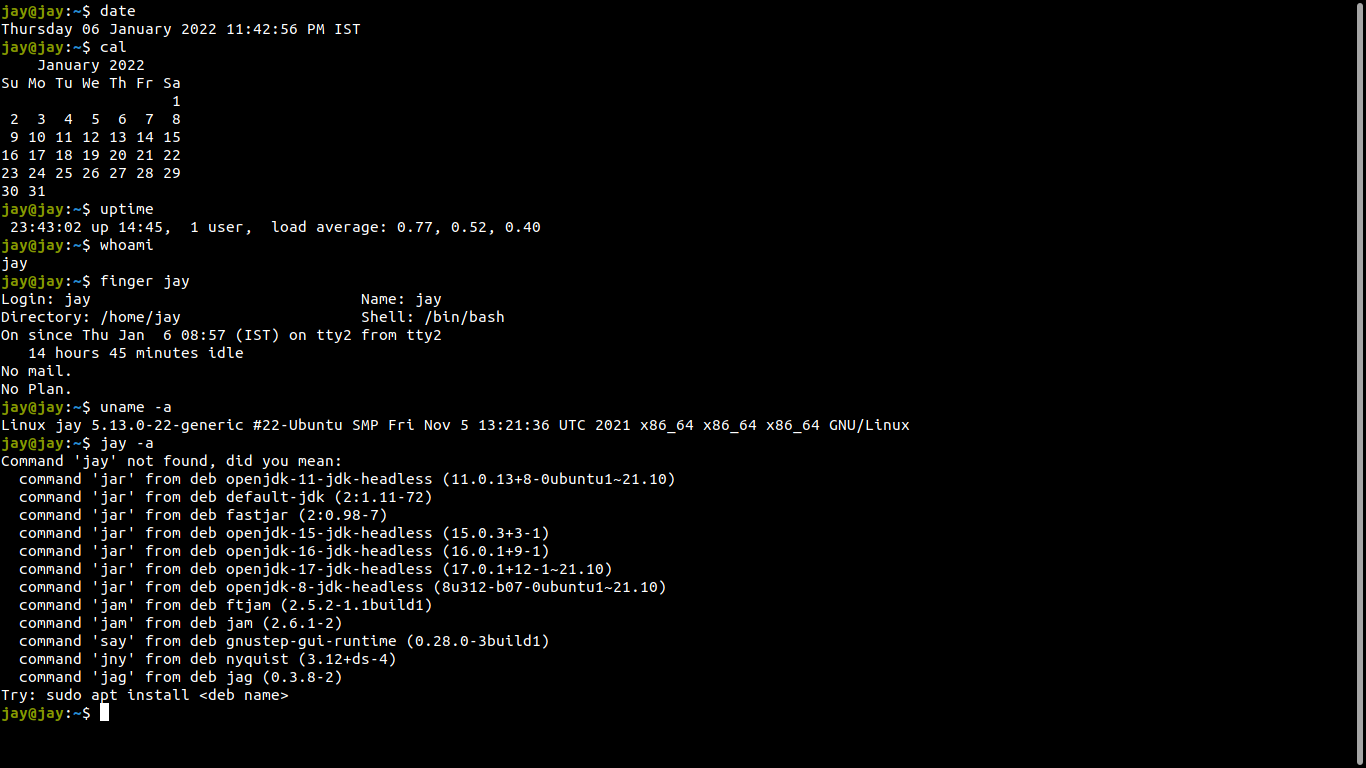 jay@jay:~$ date
Thursday 06 January 2022 11:42:56 PM IST
jay@jay:~$ cal
    January 2022
Su Mo Tu We Th Fr Sa
                   1
 2  3  4  5  6  7  8
 9 10 11 12 13 14 15
16 17 18 19 20 21 22
23 24 25 26 27 28 29
30 31
jay@jay:~$ uptime
 23:43:02 up 14:45,  1 user,  load average: 0.77, 0.52, 0.40
jay@jay:~$ whoami
jay
jay@jay:~$ finger jay
Login: jay                              Name: jay
Directory: /home/jay                    Shell: /bin/bash
On since Thu Jan  6 08:57 (IST) on tty2 from tty2
   14 hours 45 minutes idle
No mail.
No Plan.
jay@jay:~$ uname -a
Linux jay 5.13.0-22-generic #22-Ubuntu SMP Fri Nov 5 13:21:36 UTC 2021 x86_64 x86_64 x86_64 GNU/Linux
jay@jay:~$ jay -a
Command 'jay' not found, did you mean:
  command 'jar' from deb openjdk-11-jdk-headless (11.0.13+8-0ubuntu1~21.10)
  command 'jar' from deb default-jdk (2:1.11-72)
  command 'jar' from deb fastjar (2:0.98-7)
  command 'jar' from deb openjdk-15-jdk-headless (15.0.3+3-1)
  command 'jar' from deb openjdk-16-jdk-headless (16.0.1+9-1)
  command 'jar' from deb openjdk-17-jdk-headless (17.0.1+12-1~21.10)
  command 'jar' from deb openjdk-8-jdk-headless (8u312-b07-0ubuntu1~21.10)
  command 'jam' from deb ftjam (2.5.2-1.1build1)
  command 'jam' from deb jam (2.6.1-2)
  command 'say' from deb gnustep-gui-runtime (0.28.0-3build1)
  command 'jny' from deb nyquist (3.12+ds-4)
  command 'jag' from deb jag (0.3.8-2)
Try: sudo apt install <deb name>
jay@jay:~$